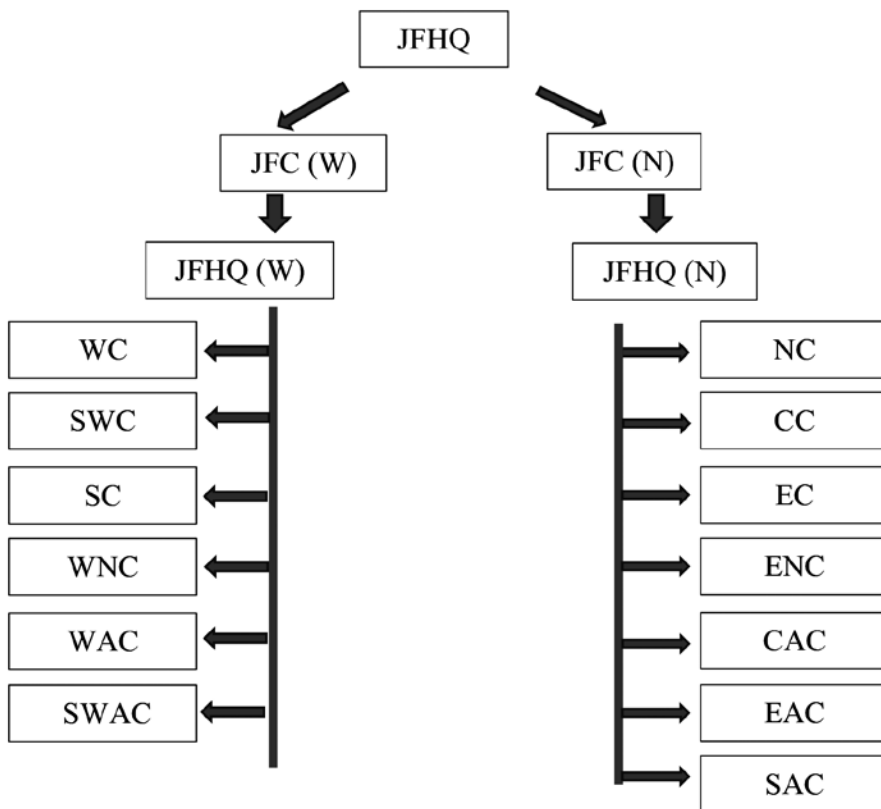 JFHQ
JFC (W)
JFC (N)
JFHQ (W)
JFHQ (N)
WC
NC
SWC
CC
SC
EC
WNC
ENC
WAC
CAC
SWAC
EAC
SAC